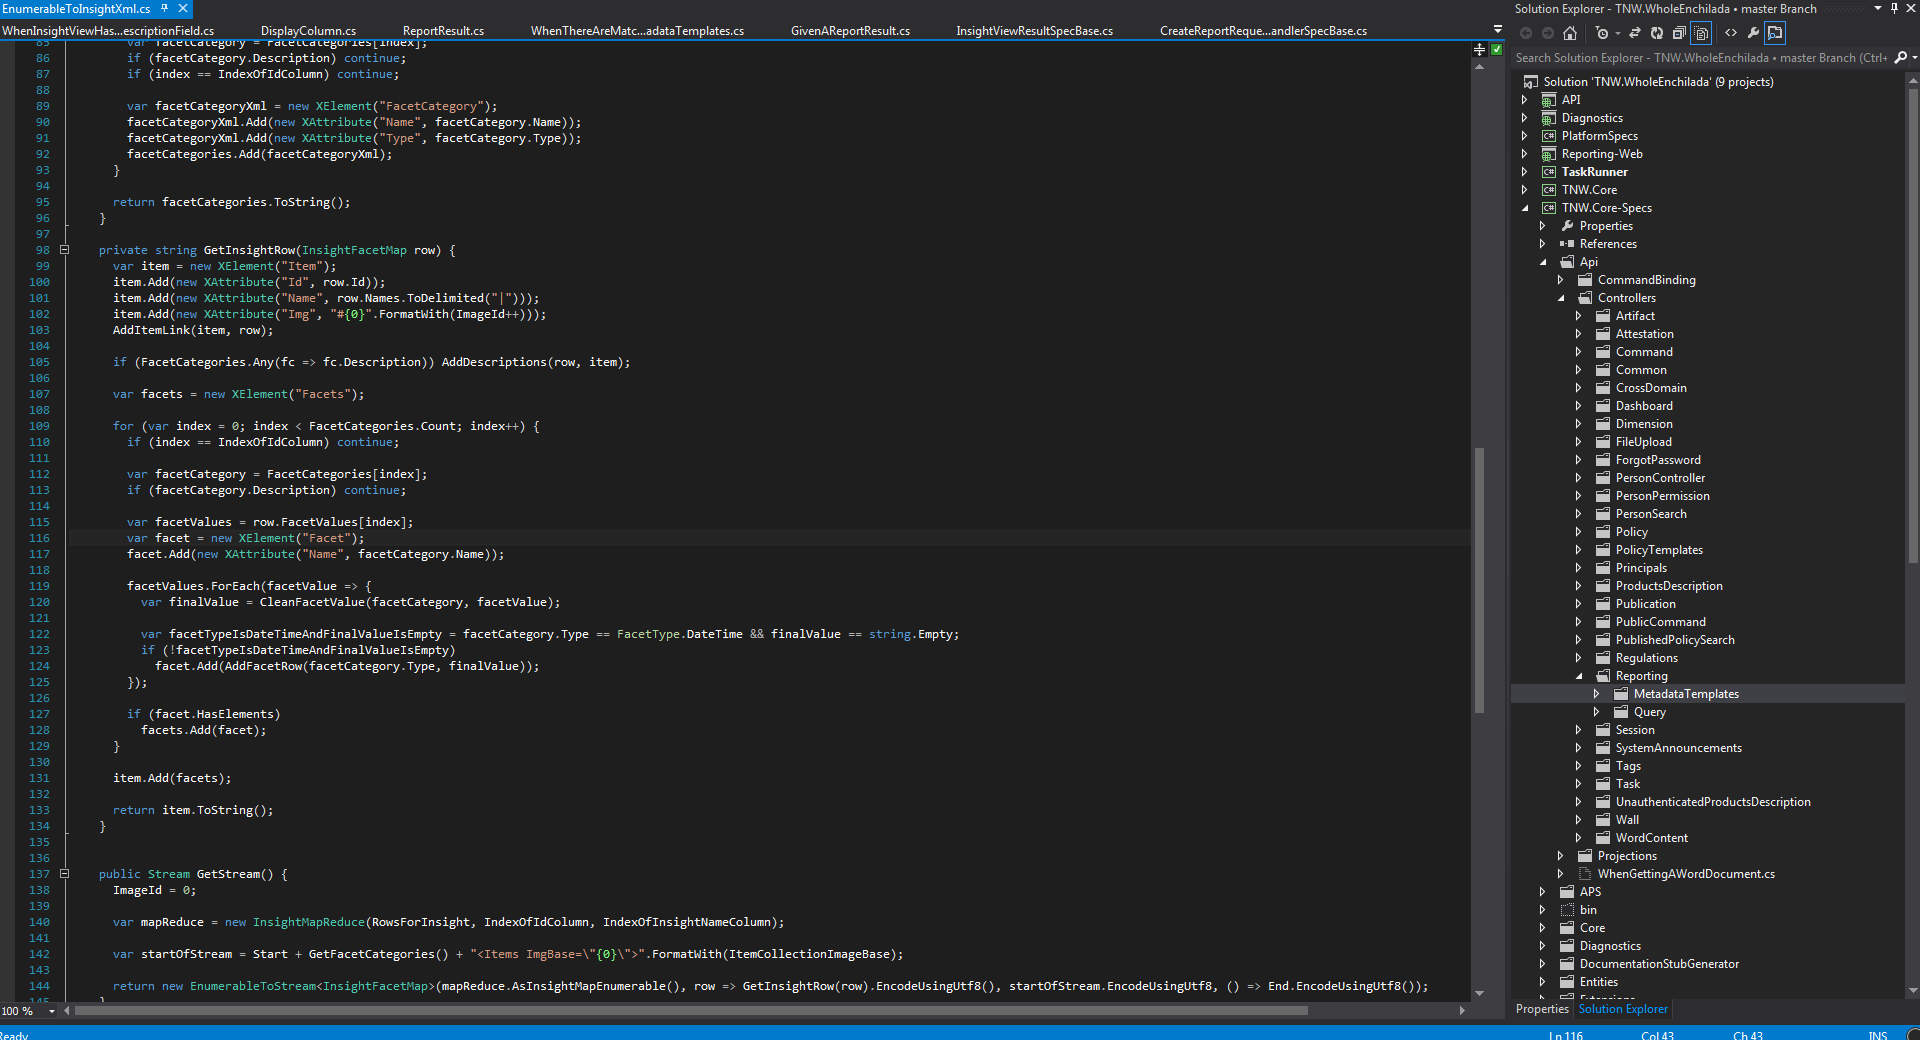 EnumerableToInsightXml.cs
WhenInsightViewHas...escriptionField.cs DisplayColumn.cs ReportResult.cs WhenThereAreMatc...adataTemplates.cs GivenAReportResult.cs InsightViewResultSpecBase.cs CreateReportReque...andlerSpecBase.cs
85 var facetCategory = FacetCategories[index];
86 if (facetCategory.Description) continue;
87 if (index == IndexOfIdColumn) continue;
88
89 var facetCategoryXml = new XElement("FacetCategory");
90 facetCategoryXml.Add(new XAttribute("Name", facetCategory.Name));
91 facetCategoryXml.Add(new XAttribute("Type", facetCategory.Type));
92 facetCategories.Add(facetCategoryXml);
93 }
94
95 return facetCategories.ToString();
96 }
97
98 private string GetInsightRow(InsightFacetMap row) {
99 var item = new XElement("Item");
100 item.Add(new XAttribute("Id", row.Id));
101 item.Add(new XAttribute("Name", row.Names.ToDelimited("|")));
102 item.Add(new XAttribute("Img", "#{0}".FormatWith(ImageId++)));
103 AddItemLink(item, row);
104
105 if (FacetCategories.Any(fc => fc.Description)) AddDescriptions(row, item);
106
107 var facets = new XElement("Facets");
108
109 for (var index = 0; index < FacetCategories.Count; index++) {
110 if (index == IndexOfIdColumn) continue;
111
112 var facetCategory = FacetCategories[index];
113 if (facetCategory.Description) continue;
114
115 var facetValues = row.FacetValues[index];
116 var facet = new XElement("Facet");
117 facet.Add(new XAttribute("Name", facetCategory.Name));
118
119 facetValues.ForEach(facetValue => {
120 var finalValue = CleanFacetValue(facetCategory, facetValue);
121
122 var facetTypeIsDateTimeAndFinalValueIsEmpty = facetCategory.Type == FacetType.DateTime && finalValue == string.Empty;
123 if (!facetTypeIsDateTimeAndFinalValueIsEmpty)
124 facet.Add(AddFacetRow(facetCategory.Type, finalValue));
125 });
126
127 if (facet.HasElements)
128 facets.Add(facet);
129 }
130
131 item.Add(facets);
132
133 return item.ToString();
134 }
135
136
137 public Stream GetStream() {
138 ImageId = 0;
139
140 var mapReduce = new InsightMapReduce(RowsForInsight, IndexOfIdColumn, IndexOfInsightNameColumn);
141
142 var startOfStream = Start + GetFacetCategories() + "<Items ImgBase=\"{0}\">".FormatWith(ItemCollectionImageBase);
143
144 return new EnumerableToStream<InsightFacetMap>(mapReduce.AsInsightMapEnumerable(), row => GetInsightRow(row).EncodeUsingUtf8(), startOfStream.EncodeUsingUtf8, () => End.EncodeUsingUtf8());
145 }
100 %
Solution Explorer - TNW.WholeEnchilada • master Branch
Search Solution Explorer - TNW.WholeEnchilada • master Branch (Ctrl+
Solution 'TNW.WholeEnchilada' (9 projects)
API
Diagnostics
PlatformSpecs
Reporting-Web
TaskRunner
TNW.Core
TNW.Core-Specs
Properties
References
Api
CommandBinding
Controllers
Artifact
Attestation
Command
Common
CrossDomain
Dashboard
Dimension
FileUpload
ForgotPassword
PersonController
PersonPermission
PersonSearch
Policy
PolicyTemplates
Principals
ProductsDescription
Publication
PublicCommand
PublishedPolicySearch
Regulations
Reporting
MetadataTemplates
Query
Session
SystemAnnouncements
Tags
Task
UnauthenticatedProductsDescription
Wall
WordContent
Projections
WhenGettingAWordDocument.cs
APS
bin
Core
Diagnostics
DocumentationStubGenerator
Entities
Extensions
Properties Solution Explorer
Ready Ln 116 Col 43 Ch 43 INS